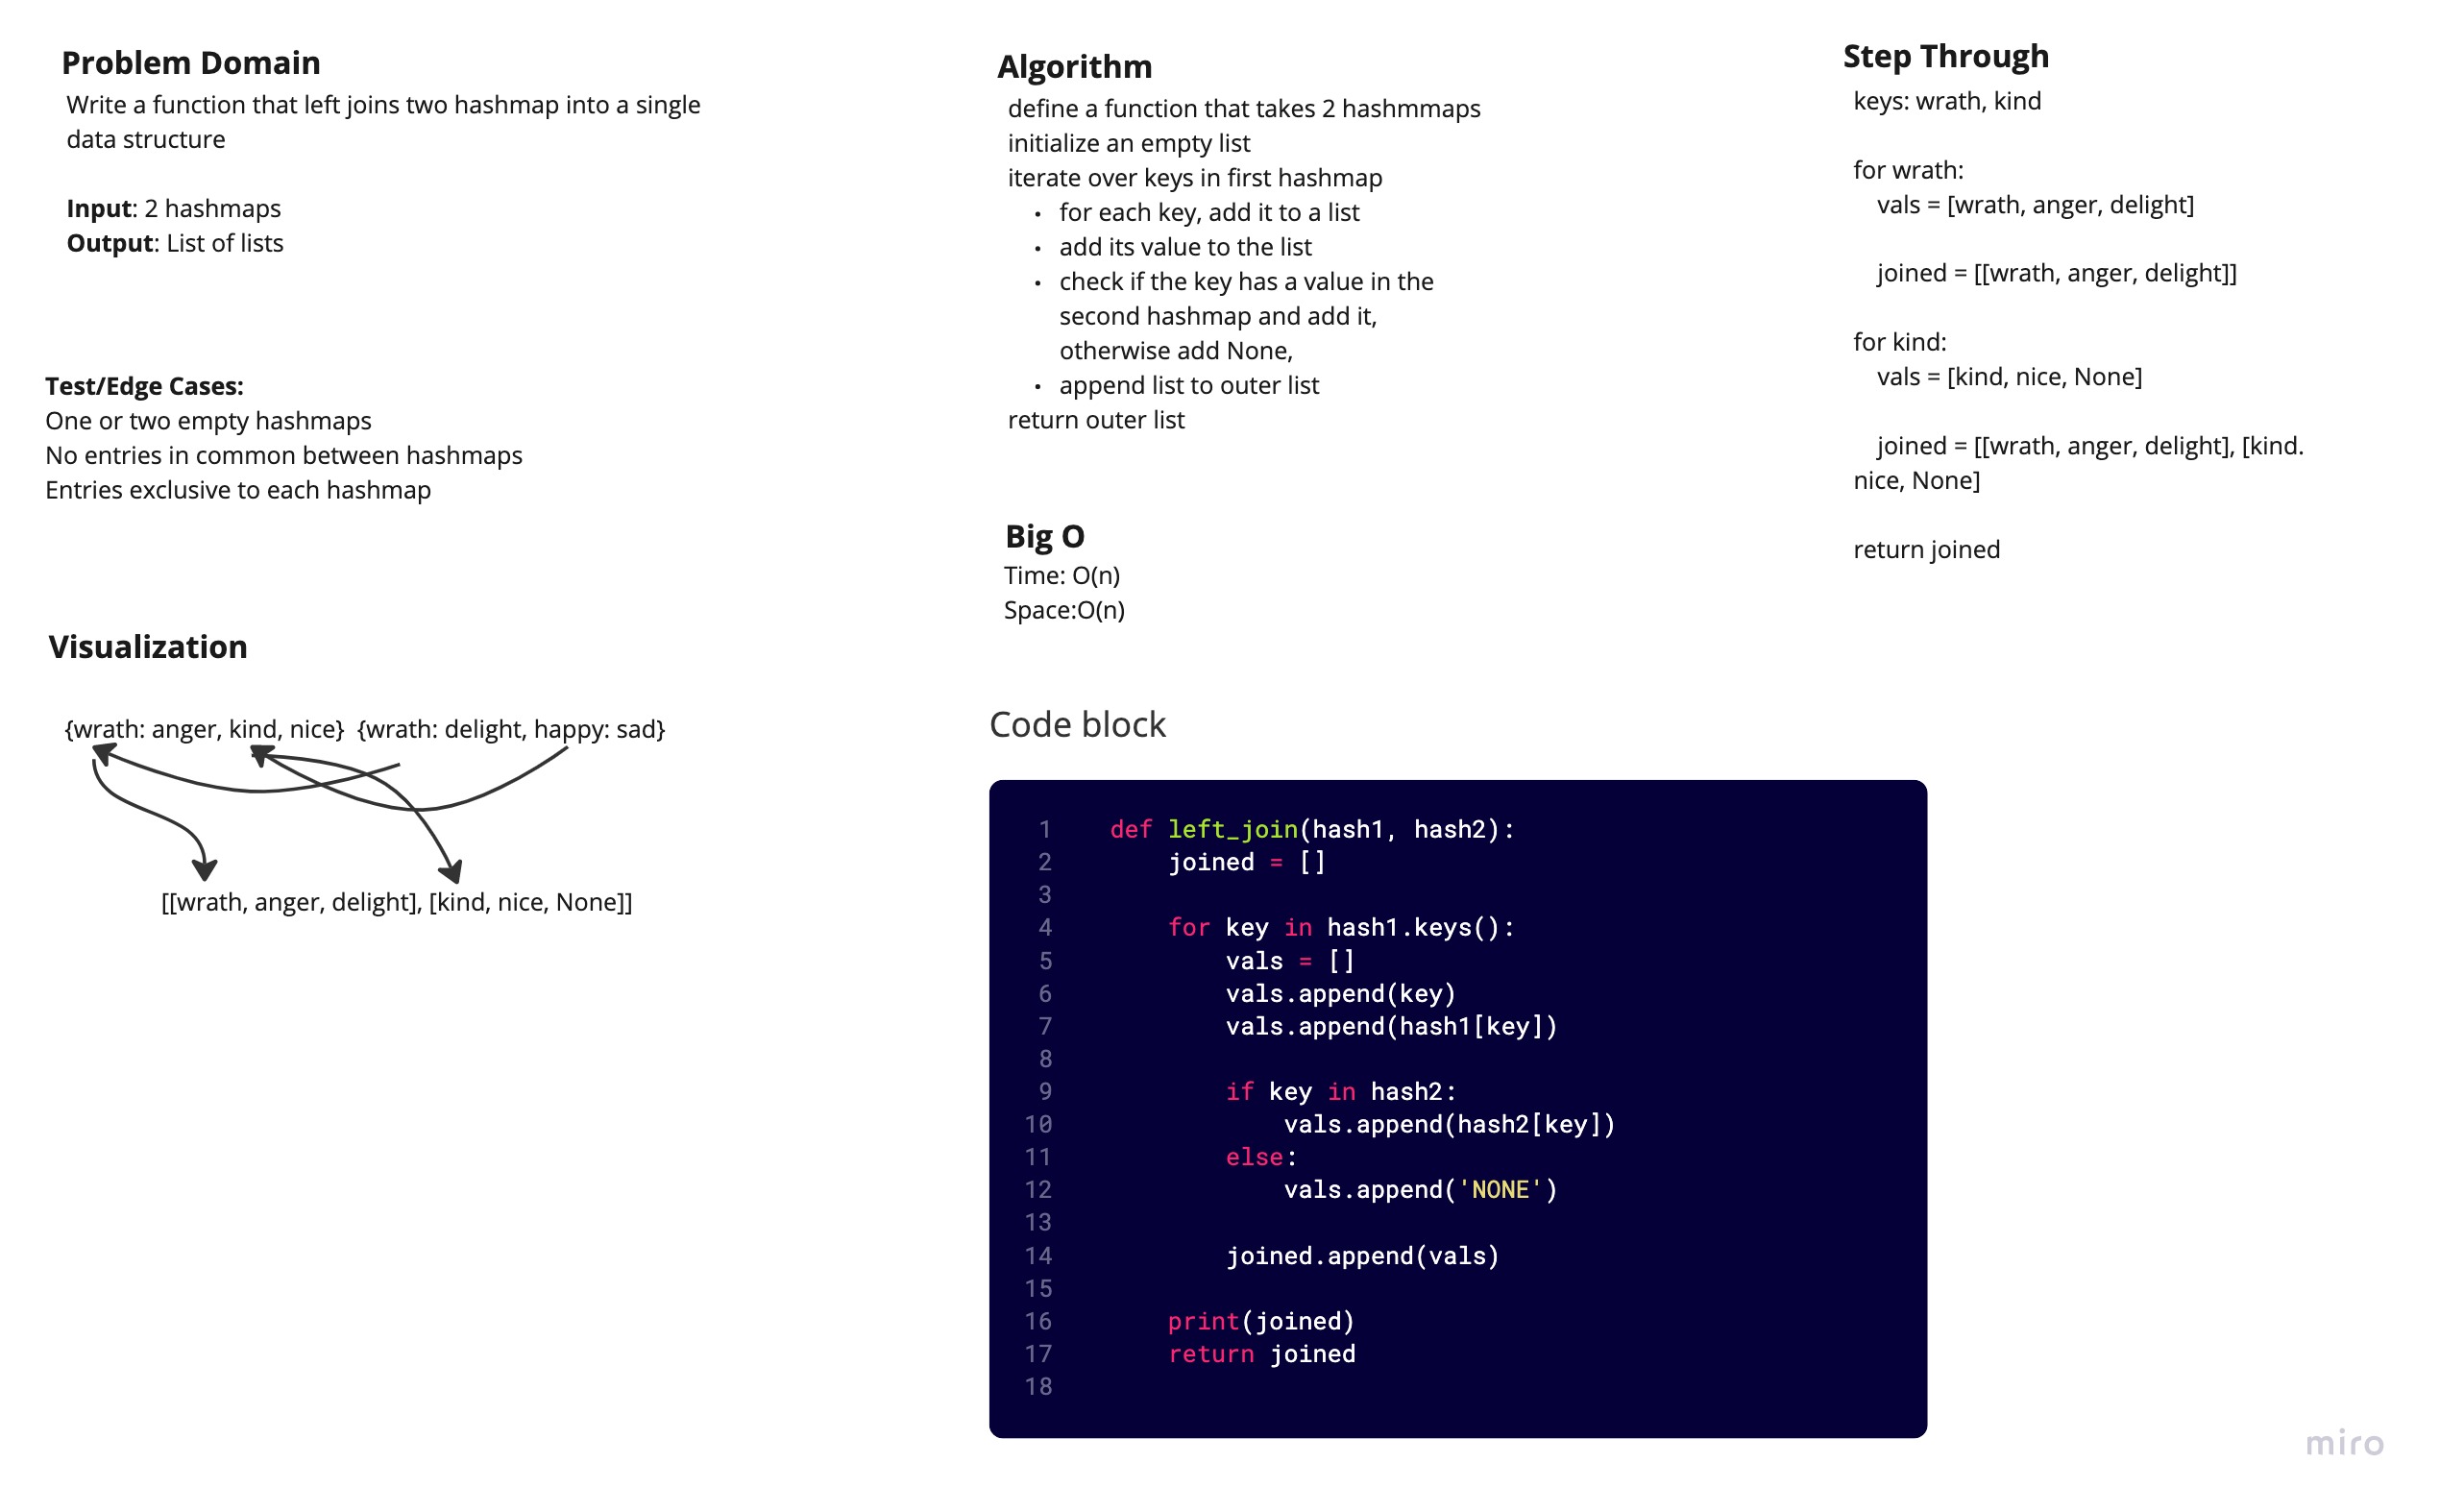 Problem Domain
Write a function that left joins two hashmap into a single
data structure
Input: 2 hashmaps
Output: List of lists
Test/Edge Cases:
One or two empty hashmaps
No entries in common between hashmaps
Entries exclusive to each hashmap
Visualization
{wrath: anger, kind, nice} {wrath: delight, happy: sad}
[[wrath, anger, delight], [kind, nice, None]]
Algorithm
define a function that takes 2 hashmmaps
initialize an empty list
iterate over keys in first hashmap
• for each key, add it to a list
• add its value to the list
• check if the key has a value in the
second hashmap and add it,
otherwise add None,
• append list to outer list
return outer list
Big O
Time: O(n)
Space:O(n)
Code block
1 def left_join(hash1, hash2):
2     joined = []
3
4     for key in hash1.keys():
5         vals = []
6         vals.append(key)
7         vals.append(hash1[key])
8
9         if key in hash2:
10             vals.append(hash2[key])
11         else:
12             vals.append('NONE')
13
14         joined.append(vals)
15
16     print(joined)
17     return joined
18
Step Through
keys: wrath, kind
for wrath:
vals = [wrath, anger, delight]
joined = [[wrath, anger, delight]]
for kind:
vals = [kind, nice, None]
joined = [[wrath, anger, delight], [kind.
nice, None]
return joined
miro